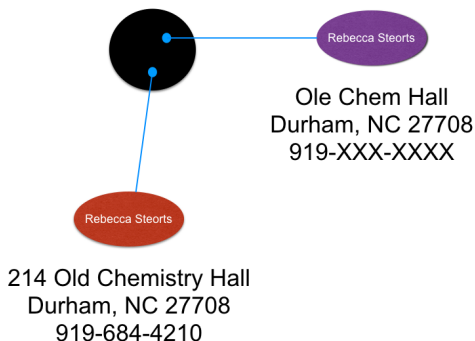 Rebecca Steorts
Ole Chem Hall
Durham, NC 27708
919-XXX-XXXX
Rebecca Steorts
214 Old Chemistry Hall
Durham, NC 27708
919-684-4210